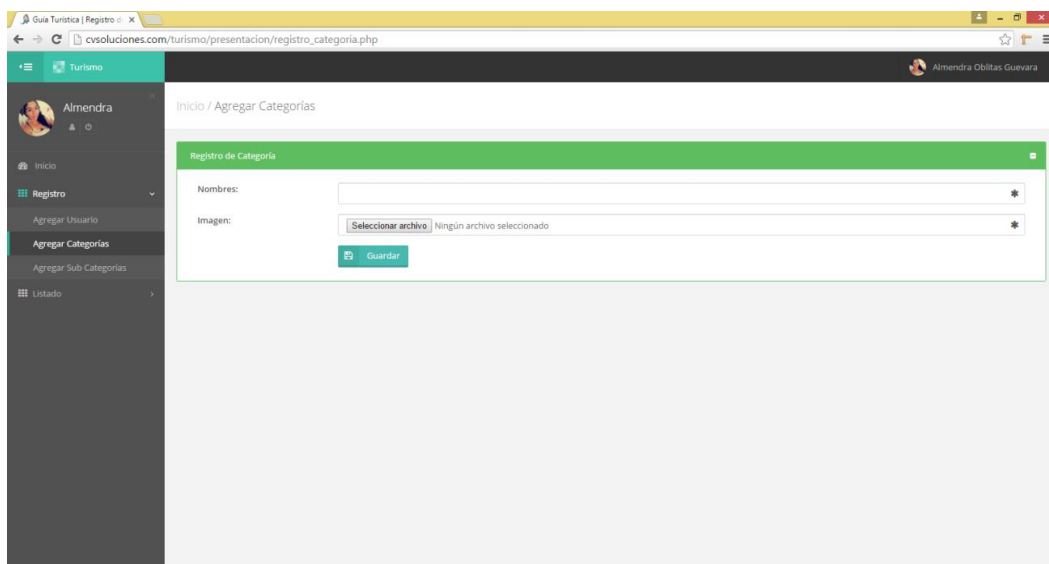 Guia Turistica | Registro d
cvsoluciones.com/turismo/presentacion/registro_categoria.php
Turismo
Almendra Oblitas Guevara
Almendra
Inicio / Agregar Categorías
Inicio
Registro
Agregar Usuario
Agregar Categorías
Agregar Sub Categorias
Listado
Registro de Categoría
Nombres:
Imagen:
Seleccionar archivo Ningún archivo seleccionado
Guardar